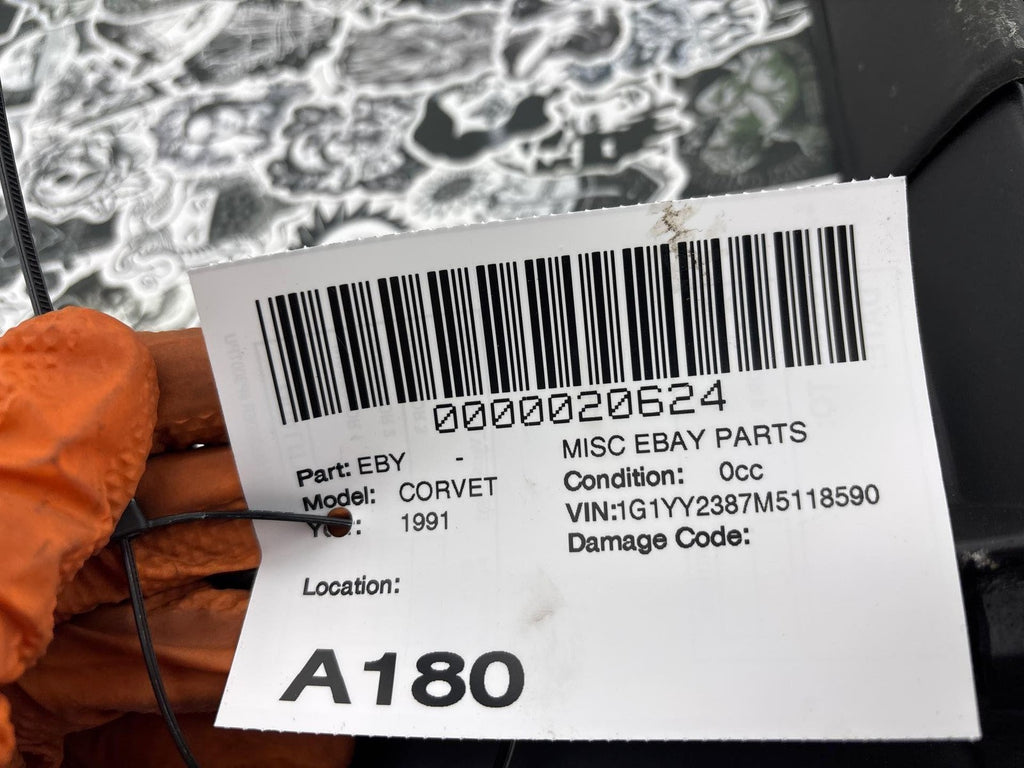 0000020624
Part: EBY - MISC EBAY PARTS
Model: CORVET Condition: 0cc
1991 VIN:1G1YY2387M5118590
Damage Code:
Location:
A180